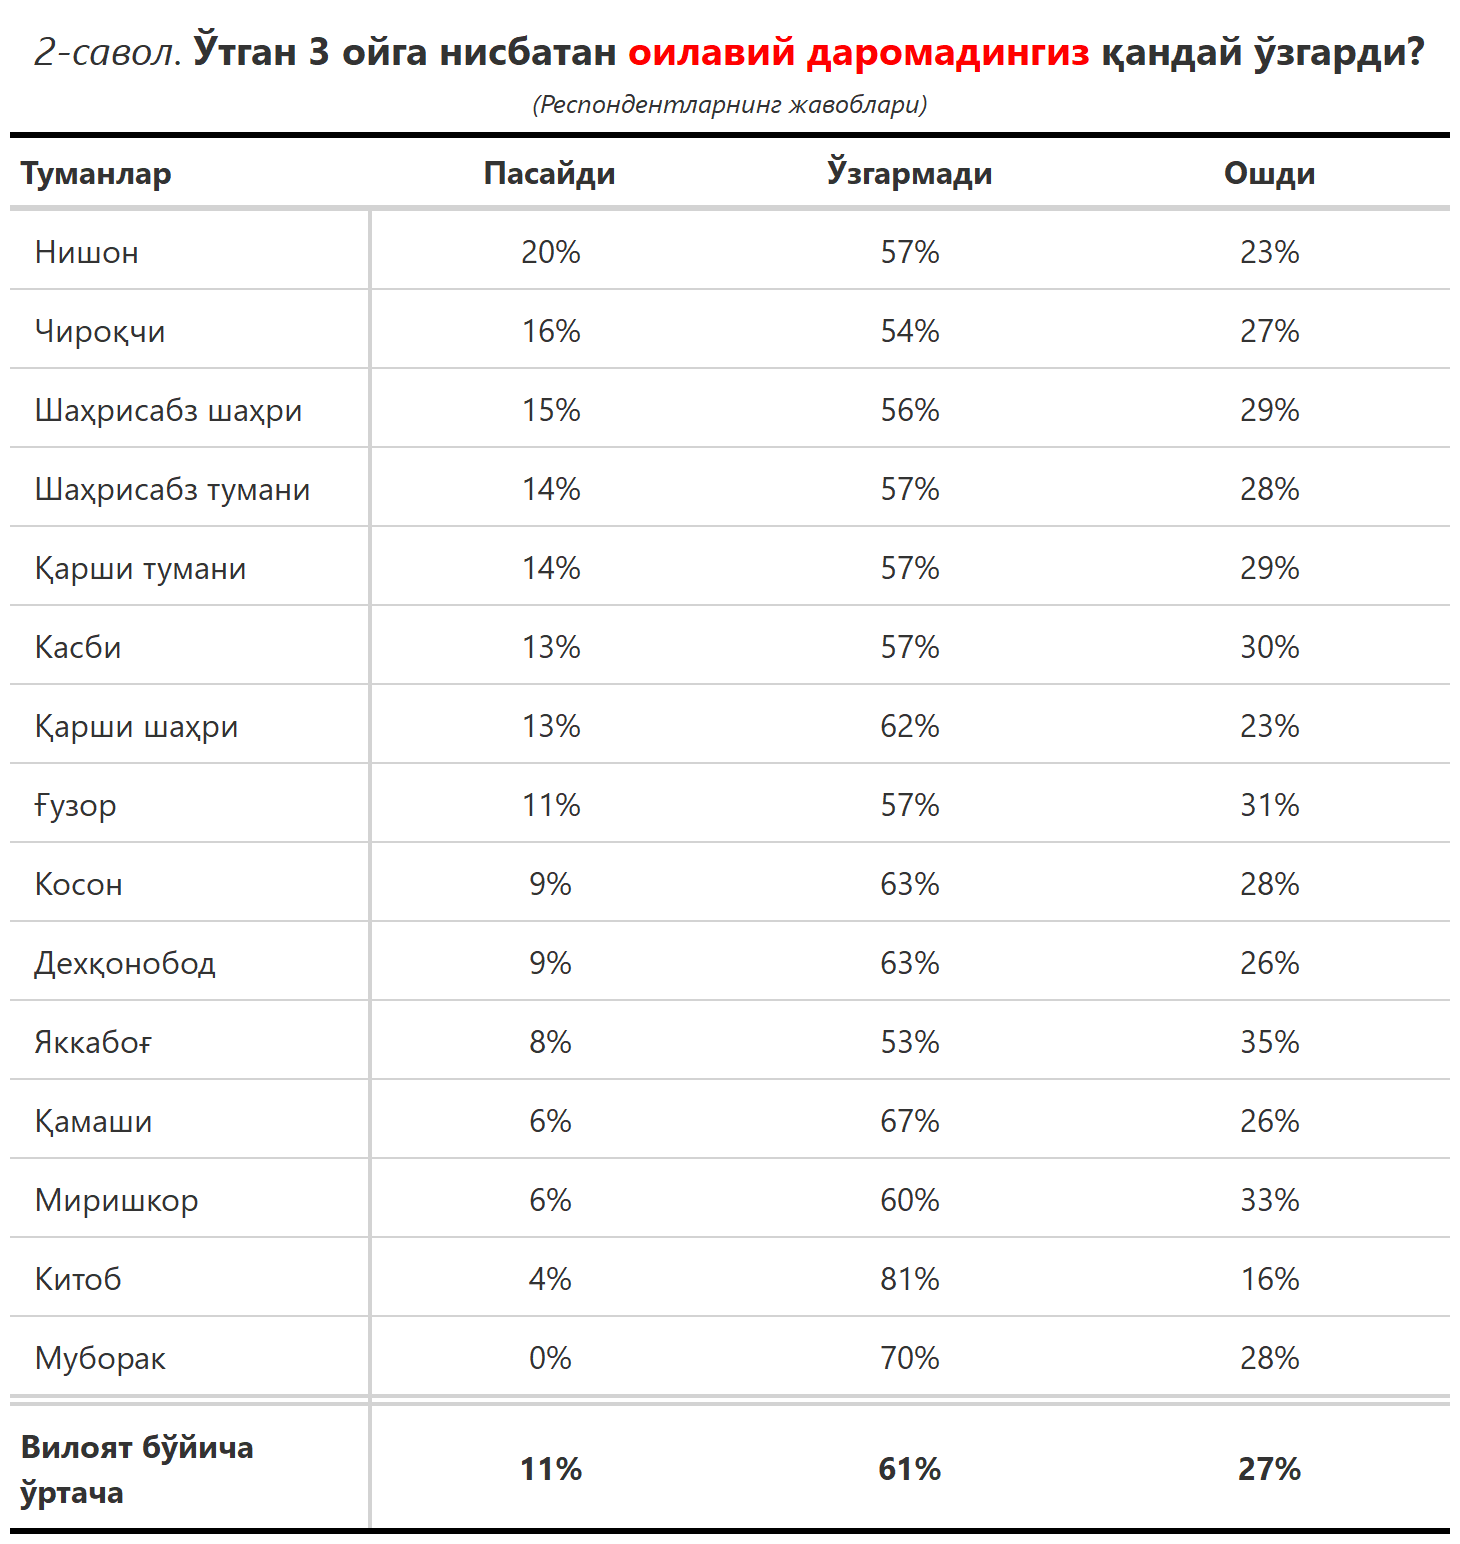 2-савол. Ўтган 3 ойга нисбатан оилавий даромадингиз қандай ўзгарди?
(Респондентларнинг жавоблари)
Туманлар Пасайди Ўзгармади Ошди
Нишон 20% 57% 23%
Чироқчи 16% 54% 27%
Шаҳрисабз шаҳри 15% 56% 29%
Шаҳрисабз тумани 14% 57% 28%
Қарши тумани 14% 57% 29%
Касби 13% 57% 30%
Қарши шаҳри 13% 62% 23%
Ғузор 11% 57% 31%
Косон 9% 63% 28%
Дехқонобод 9% 63% 26%
Яккабоғ 8% 53% 35%
Қамаши 6% 67% 26%
Миришкор 6% 60% 33%
Китоб 4% 81% 16%
Муборак 0% 70% 28%
Вилоят бўйича
ўртача 11% 61% 27%